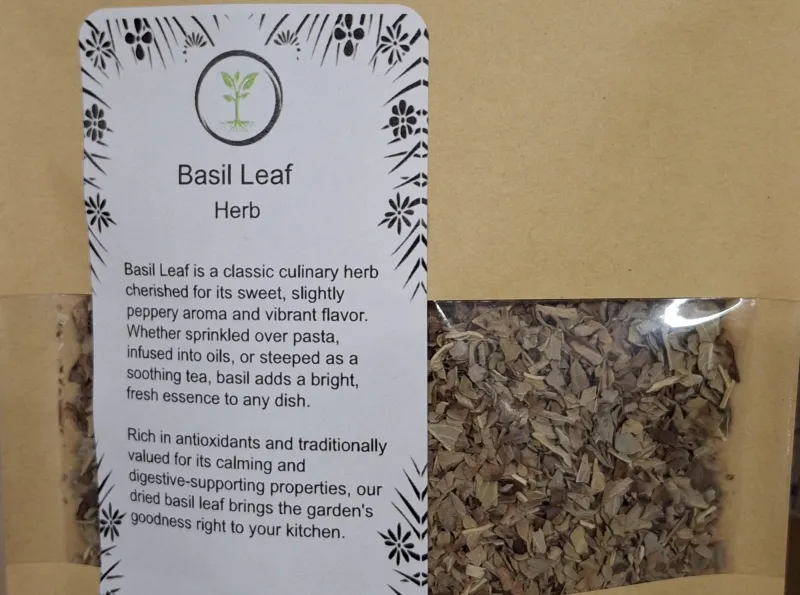 Basil Leaf
Herb
Basil Leaf is a classic culinary herb
cherished for its sweet, slightly
peppery aroma and vibrant flavor.
Whether sprinkled over pasta,
infused into oils, or steeped as a
soothing tea, basil adds a bright,
fresh essence to any dish.
Rich in antioxidants and traditionally
valued for its calming and
digestive-supporting properties, our
dried basil leaf brings the garden's
goodness right to your kitchen.